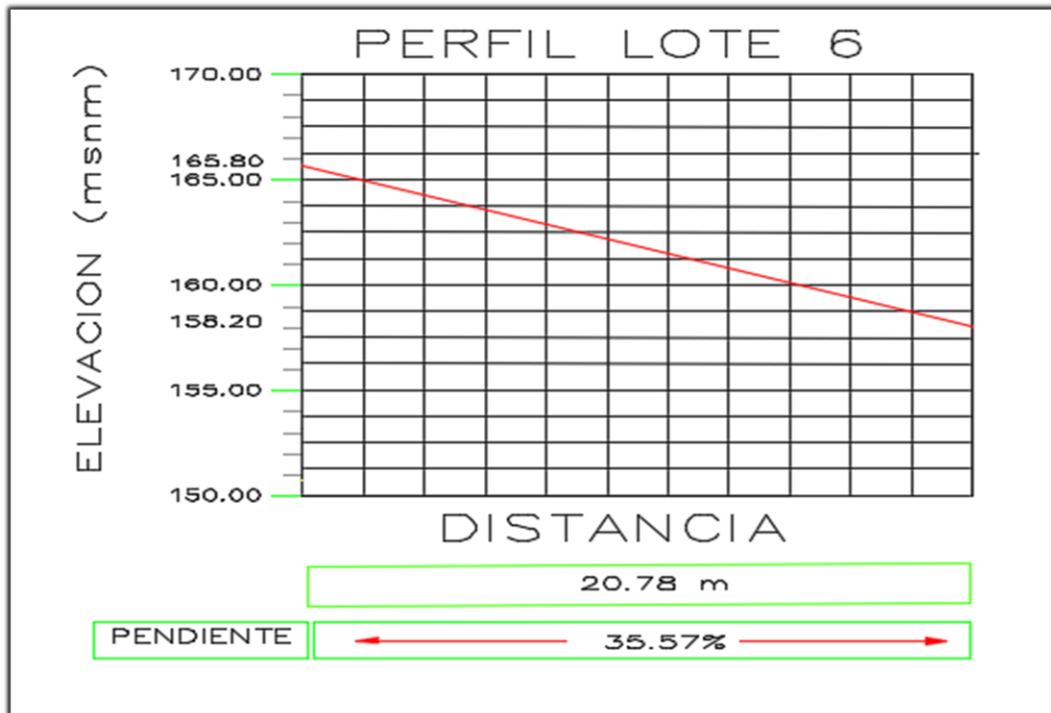 PERFIL LOTE 6
ELEVACION (msnm)
170.00
165.80
165.00
160.00
158.20
155.00
150.00
DISTANCIA
20.78 m
PENDIENTE
35.57%